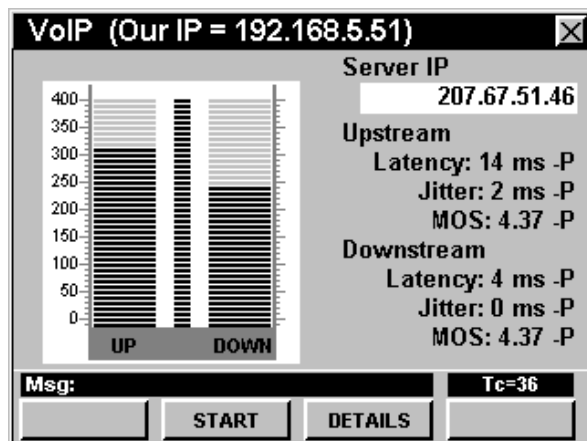 VoIP (Our IP = 192.168.5.51)
Server IP
207.67.51.46
400
350
300
250
200
150
100
50
0
UP DOWN
Upstream
Latency: 14 ms -P
Jitter: 2 ms -P
MOS: 4.37 -P
Downstream
Latency: 4 ms -P
Jitter: 0 ms -P
MOS: 4.37 -P
Msg: Tc=36
START DETAILS